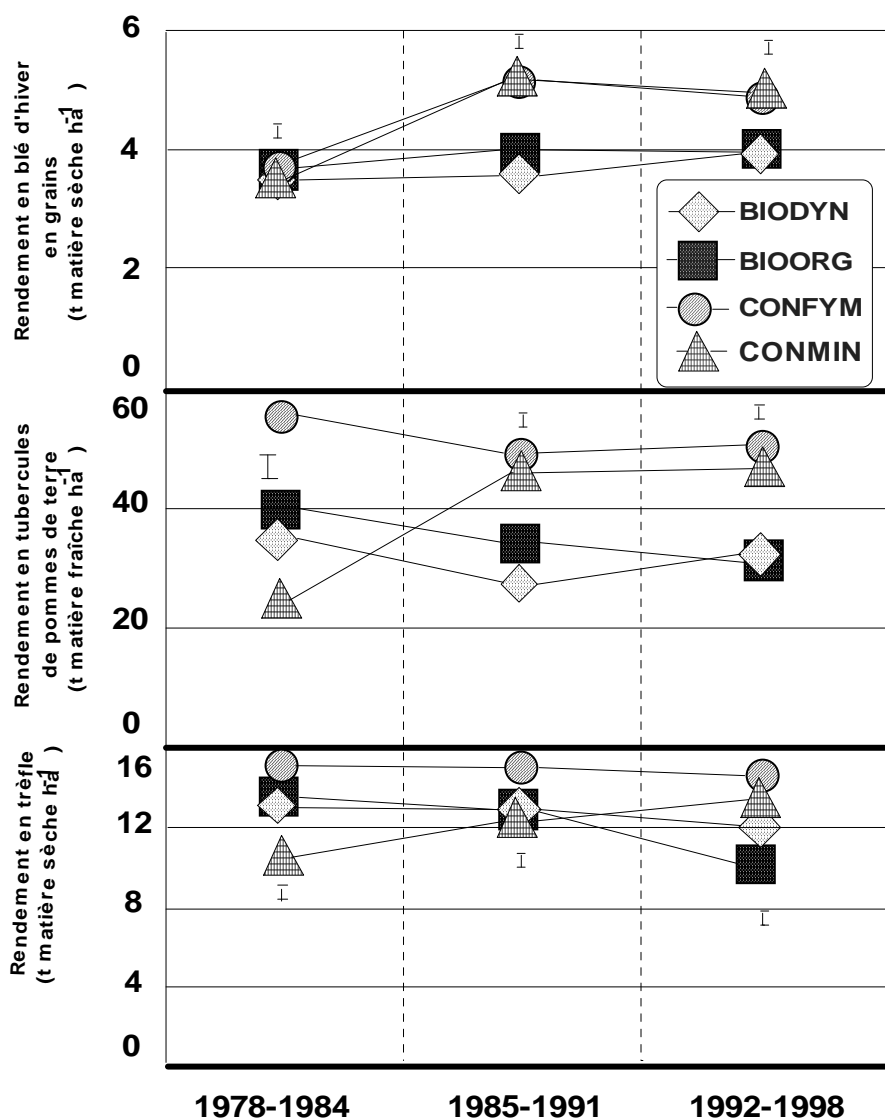 6
4
2
0
Rendement en blé d'hiver
en grains
(t matière sèche ha-1)
BIODYN
BIOORG
CONFYM
CONMIN
60
40
20
0
Rendement en tubercules
de pommes de terre
(t matière fraîche ha-1)
16
12
8
4
0
Rendement en trèfle
(t matière sèche ha-1)
1978-1984 1985-1991 1992-1998